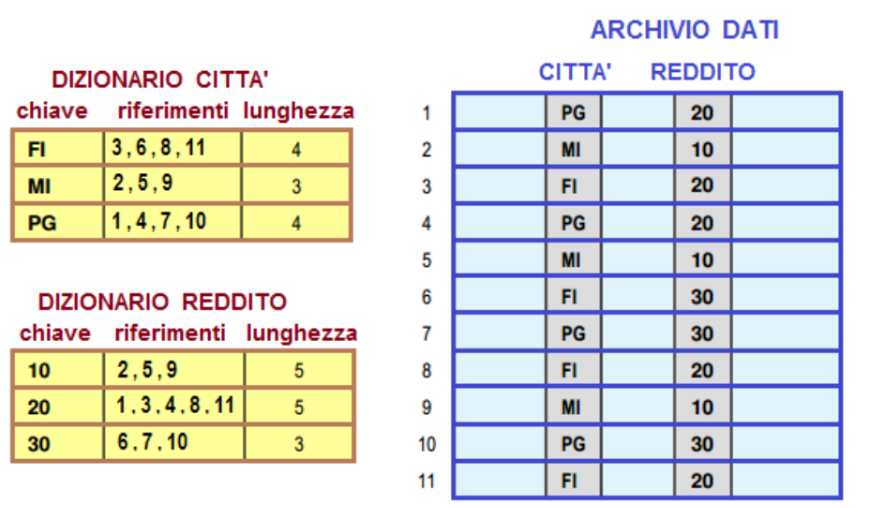 DIZIONARIO CITTA'
chiave riferimenti lunghezza
FI 3,6,8,11 4
MI 2,5,9 3
PG 1,4,7,10 4
DIZIONARIO REDDITO
chiave riferimenti lunghezza
10 2,5,9 5
20 1,3,4,8,11 5
30 6,7,10 3
ARCHIVIO DATI
CITTA' REDDITO
1 PG 20
2 MI 10
3 FI 20
4 PG 20
5 MI 10
6 FI 30
7 PG 30
8 FI 20
9 MI 10
10 PG 30
11 FI 20